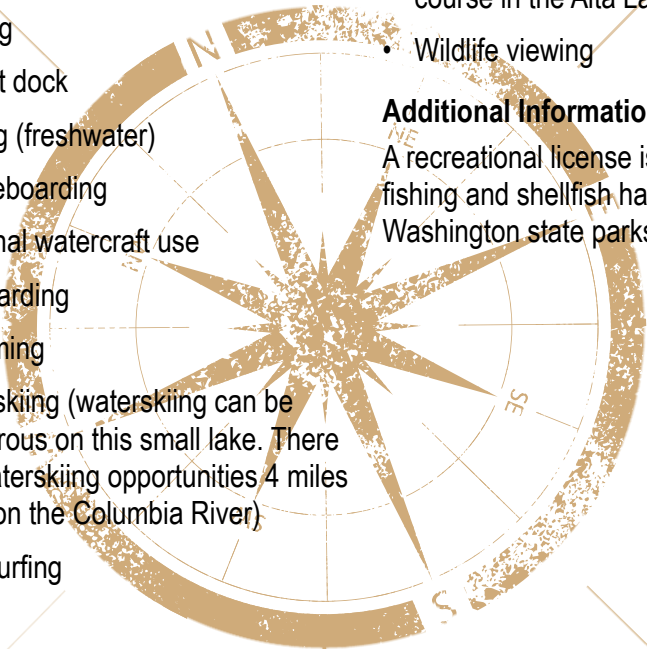 g
t dock
g (freshwater)
eboarding
nal watercraft use
arding
ning
skiing (waterskiing can be
rous on this small lake. There
aterskiing opportunities 4 miles
on the Columbia River)
urfing
course in the Alta La
• Wildlife viewing
Additional Informatio
A recreational license is
fishing and shellfish ha
Washington state parks
N
NE
E
SE
S